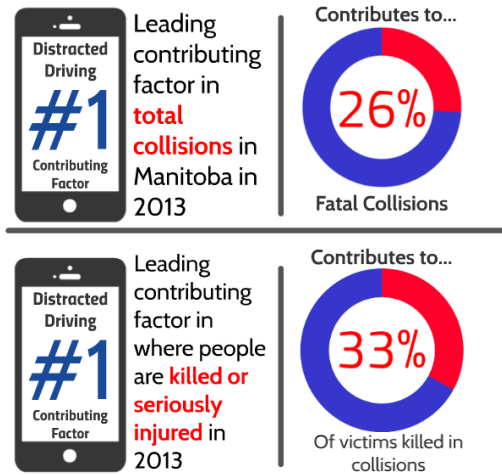 Distracted
Driving
#1
Contributing
Factor
Leading
contributing
factor in
total
collisions in
Manitoba in
2013
Contributes to...
26%
Fatal Collisions
Distracted
Driving
#1
Contributing
Factor
Leading
contributing
factor in
where people
are killed or
seriously
injured in
2013
Contributes to...
33%
Of victims killed in
collisions